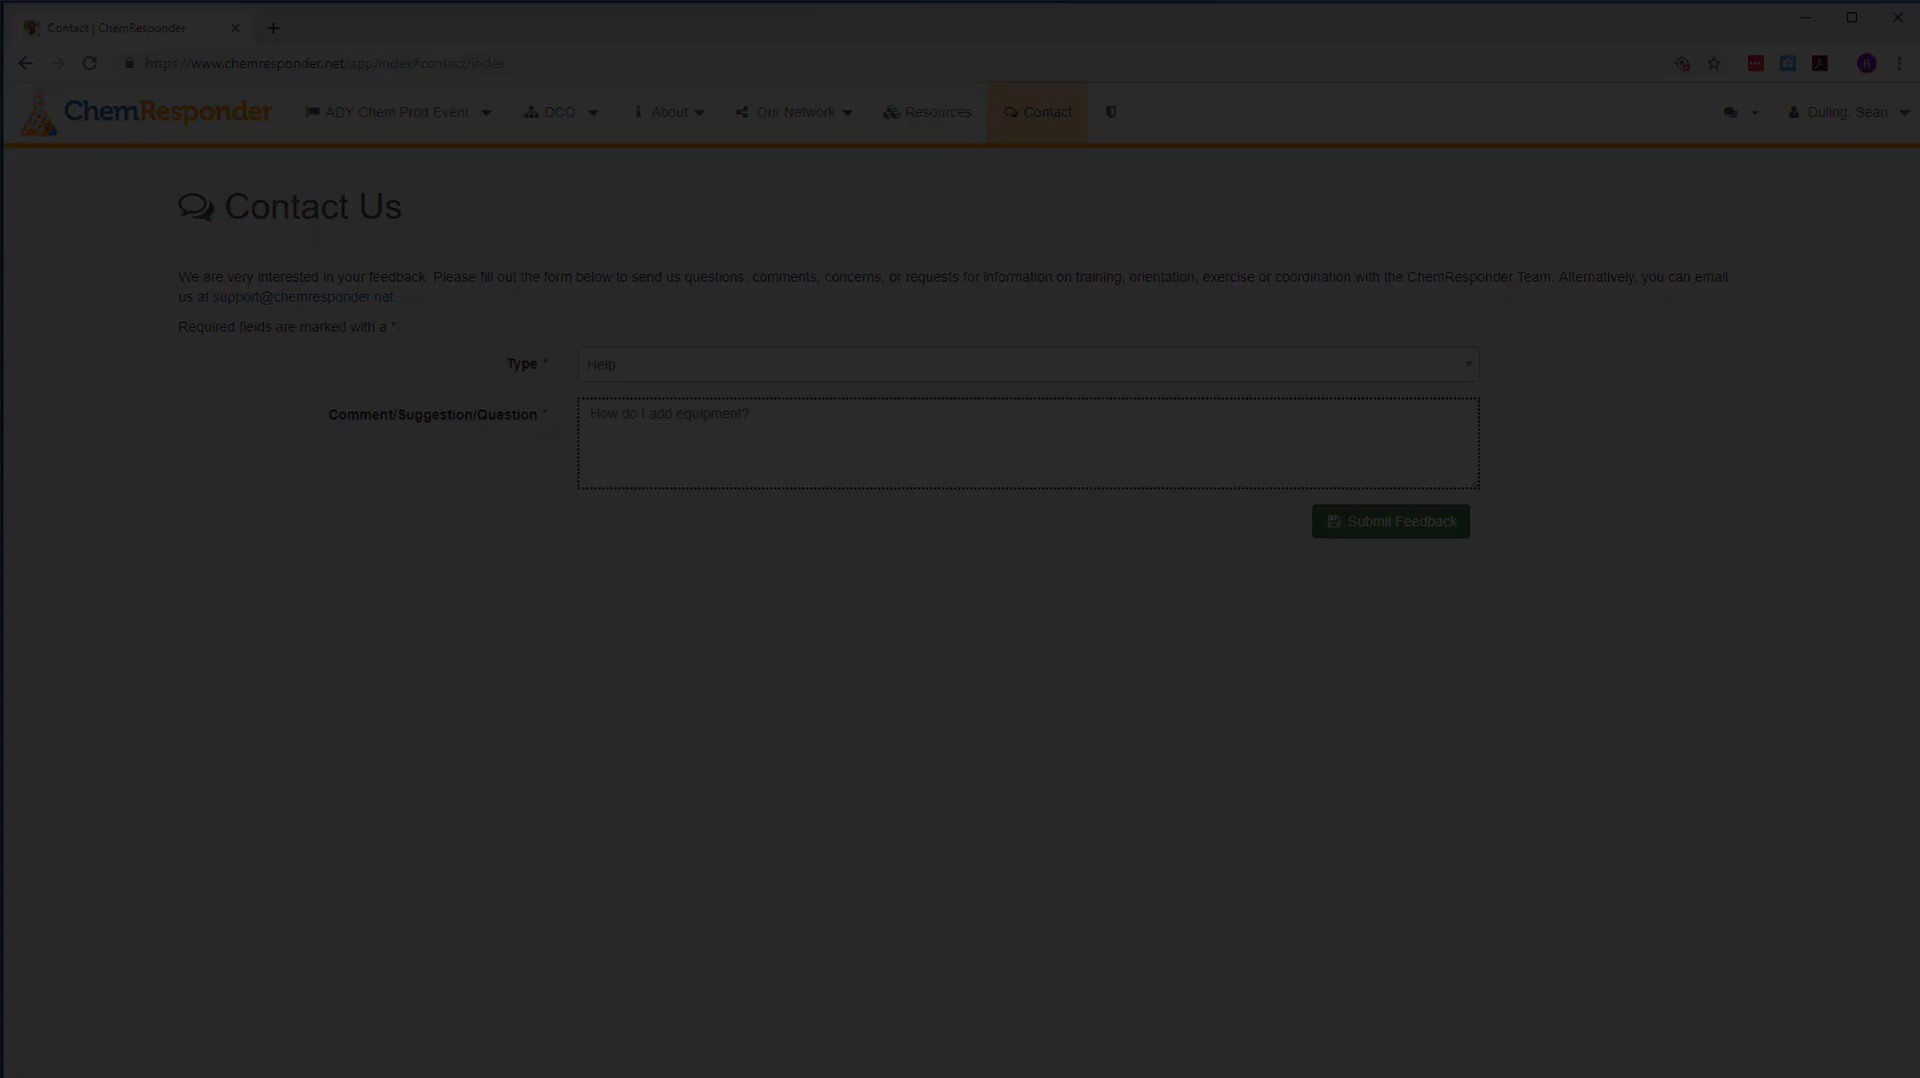 Contact | ChemResponder
https://www.chemresponder.net/app/index#contact/index
R
ChemResponder
ADY Chem Prod Event
DCO
About
Our Network
Resources
Contact
Duling, Sean
Contact Us
We are very interested in your feedback. Please fill out the form below to send us questions, comments, concerns, or requests for information on training, orientation, exercise or coordination with the ChemResponder Team. Alternatively, you can email
us at support@chemresponder.net.
Required fields are marked with a *.
Type *
Help
Comment/Suggestion/Question *
How do I add equipment?
Submit Feedback